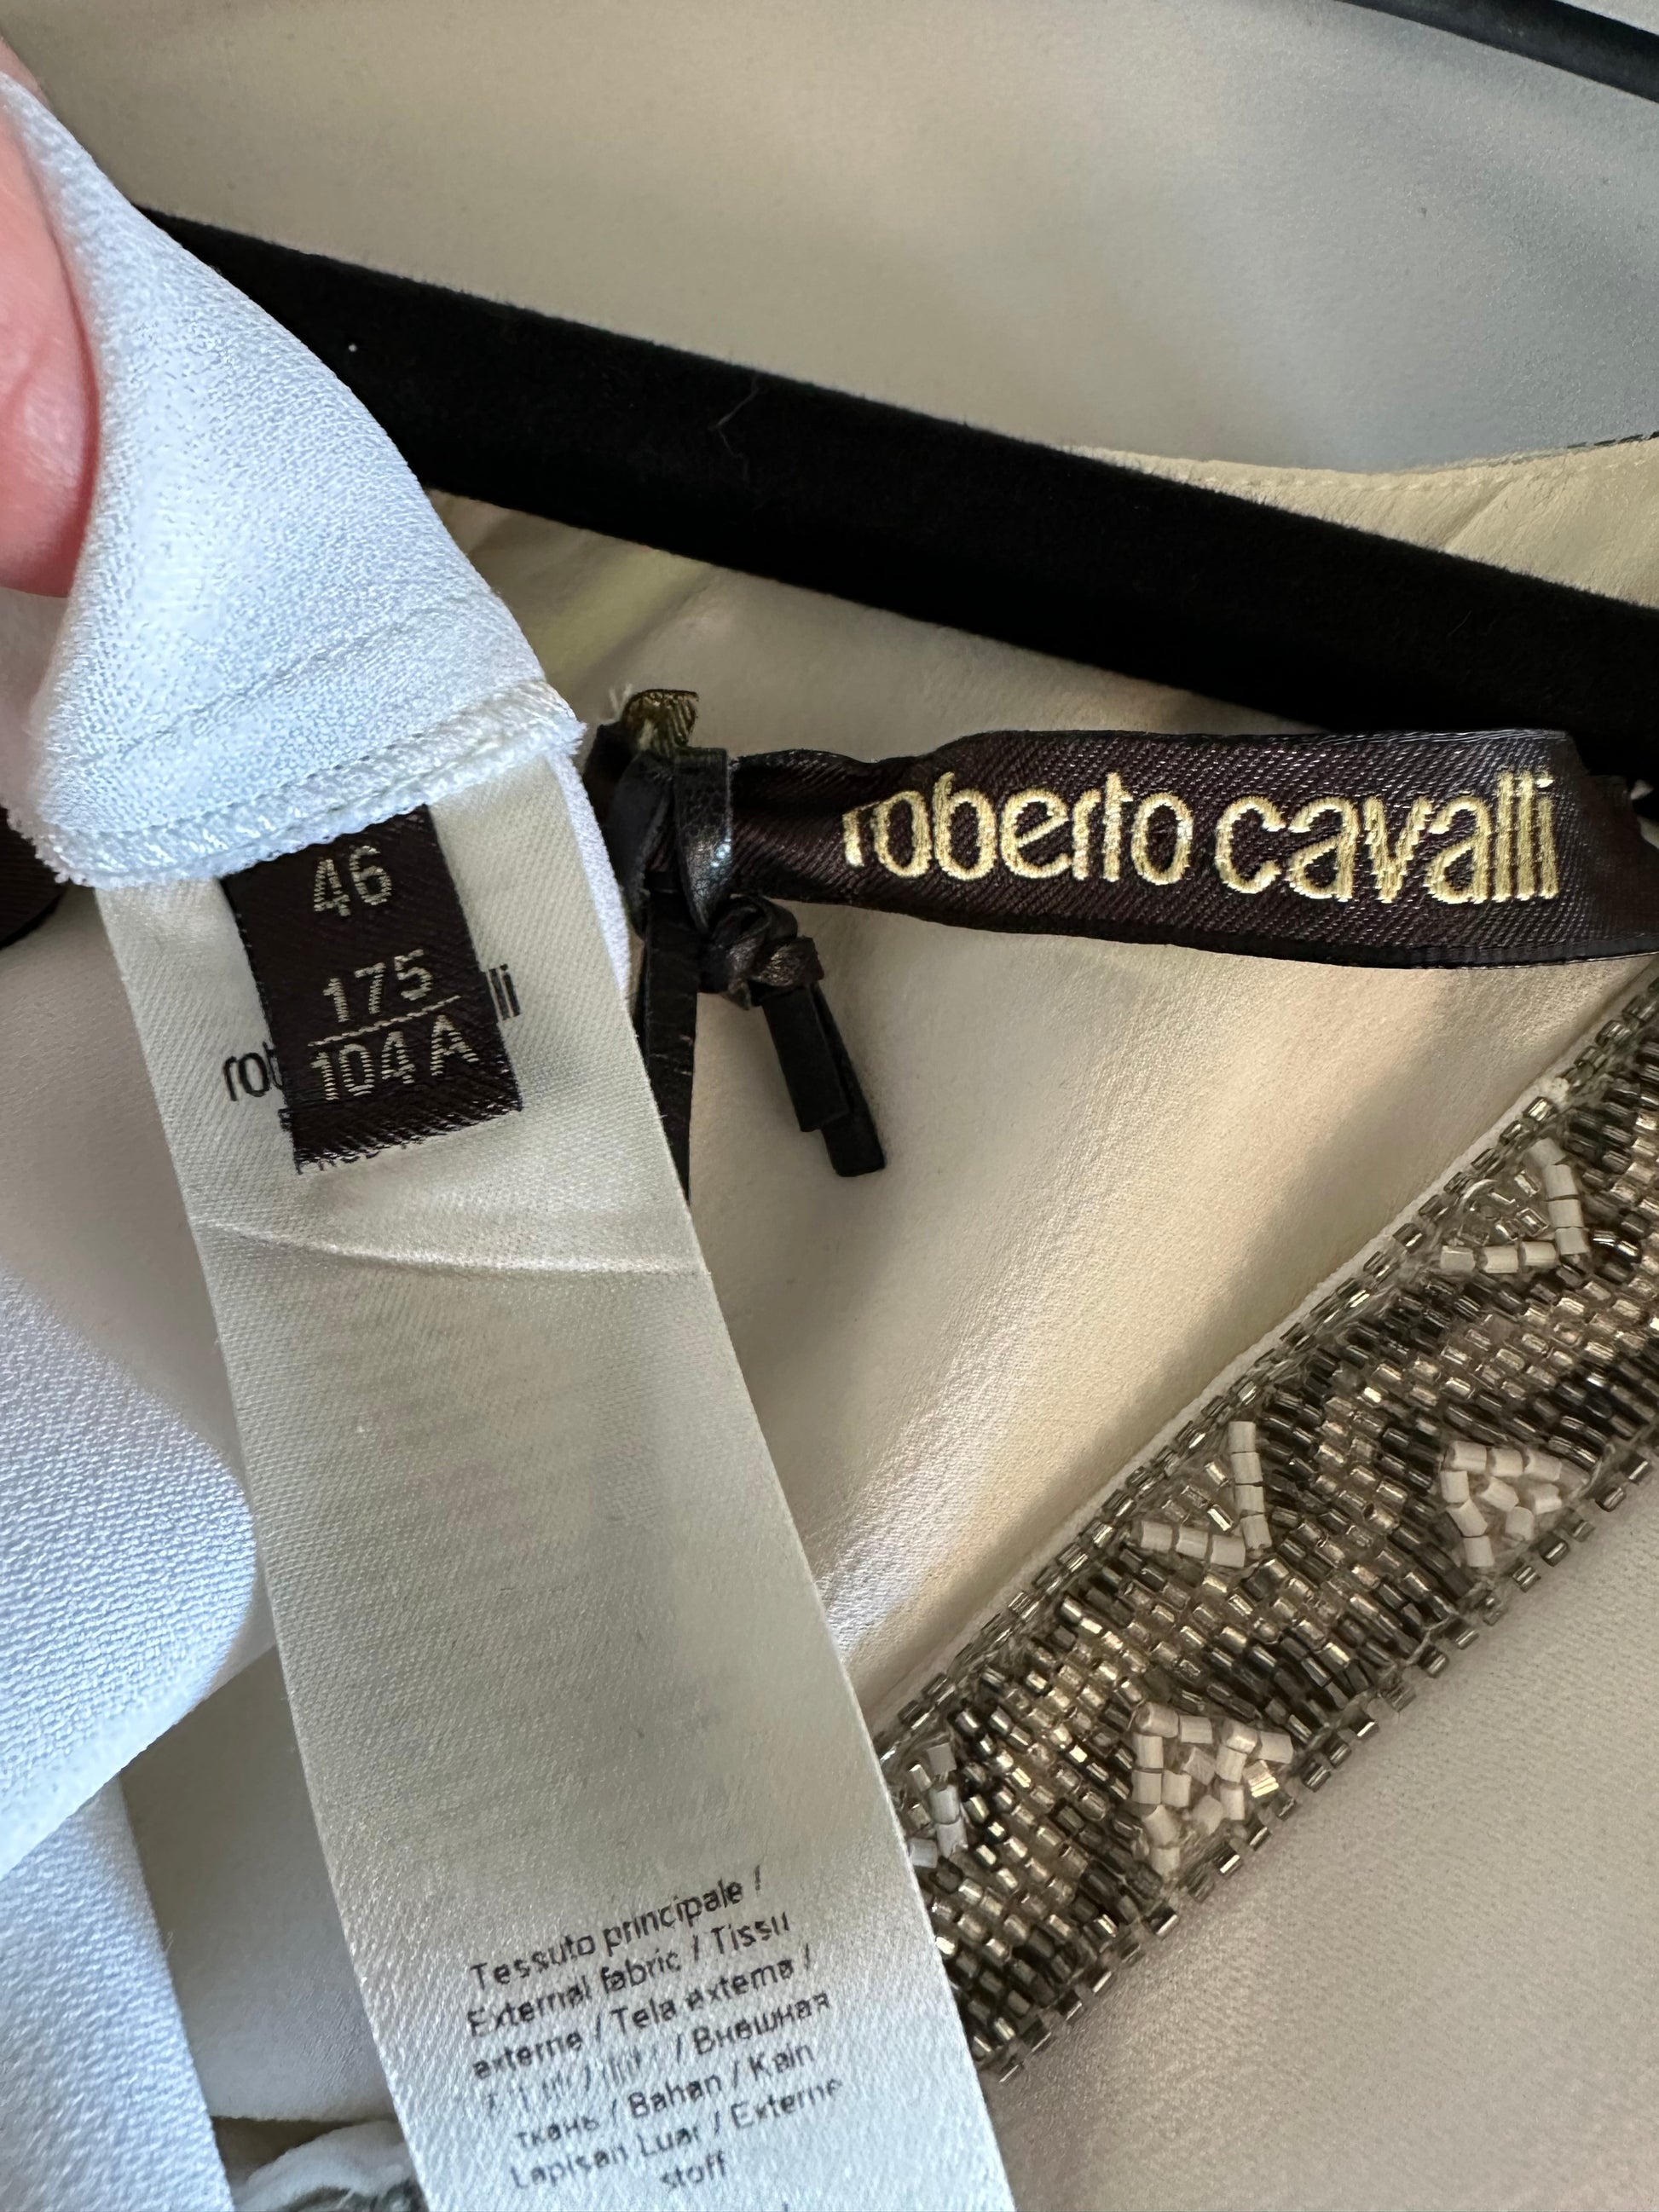 roberto cavalli
46
175
104 A
Tessuto principale /
External fabric / Tissu
externe / Tela externa /
/ Внешная
ткань / Bahan / Kain
Lapisan Luar / Externe
stoff